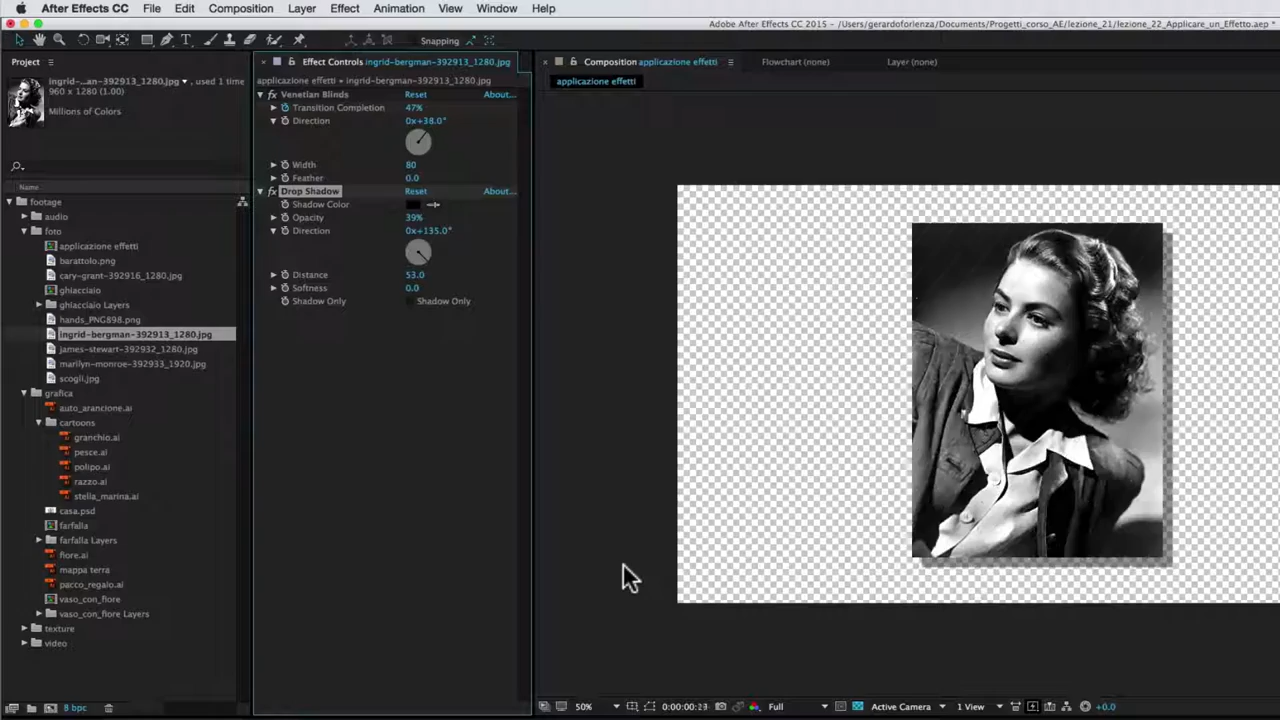 After Effects CC File Edit Composition Layer Effect Animation View Window Help
Adobe After Effects CC 2015 - /Users/gerardoforlenza/Documents/Progetti_corso_AE/lezione_21/lezione_22_Applicare_un_Effetto.aep *
Snapping
Project
ingrid-...an-392913_1280.jpg , used 1 time
960 x 1280 (1.00)
Millions of Colors
Name
footage
audio
foto
applicazione effetti
barattolo.png
cary-grant-392916_1280.jpg
ghiacciaio
ghiacciaio Layers
hands_PNG898.png
ingrid-bergman-392913_1280.jpg
james-stewart-392932_1280.jpg
marilyn-monroe-392933_1920.jpg
scogli.jpg
grafica
auto_arancione.ai
cartoons
granchio.ai
pesce.ai
polipo.ai
razzo.ai
stella_marina.ai
casa.psd
farfalla
farfalla Layers
fiore.ai
mappa terra
pacco_regalo.ai
vaso_con_fiore
vaso_con_fiore Layers
texture
video
8 bpc
Effect Controls ingrid-bergman-392913_1280.jpg
applicazione effetti • ingrid-bergman-392913_1280.jpg
fx Venetian Blinds Reset About...
Transition Completion 47%
Direction 0x+38.0°
Width 80
Feather 0.0
fx Drop Shadow Reset About...
Shadow Color
Opacity 39%
Direction 0x+135.0°
Distance 53.0
Softness 0.0
Shadow Only Shadow Only
Composition applicazione effetti Flowchart (none) Layer (none)
applicazione effetti
50% 0:00:00:23 Full Active Camera 1 View +0.0